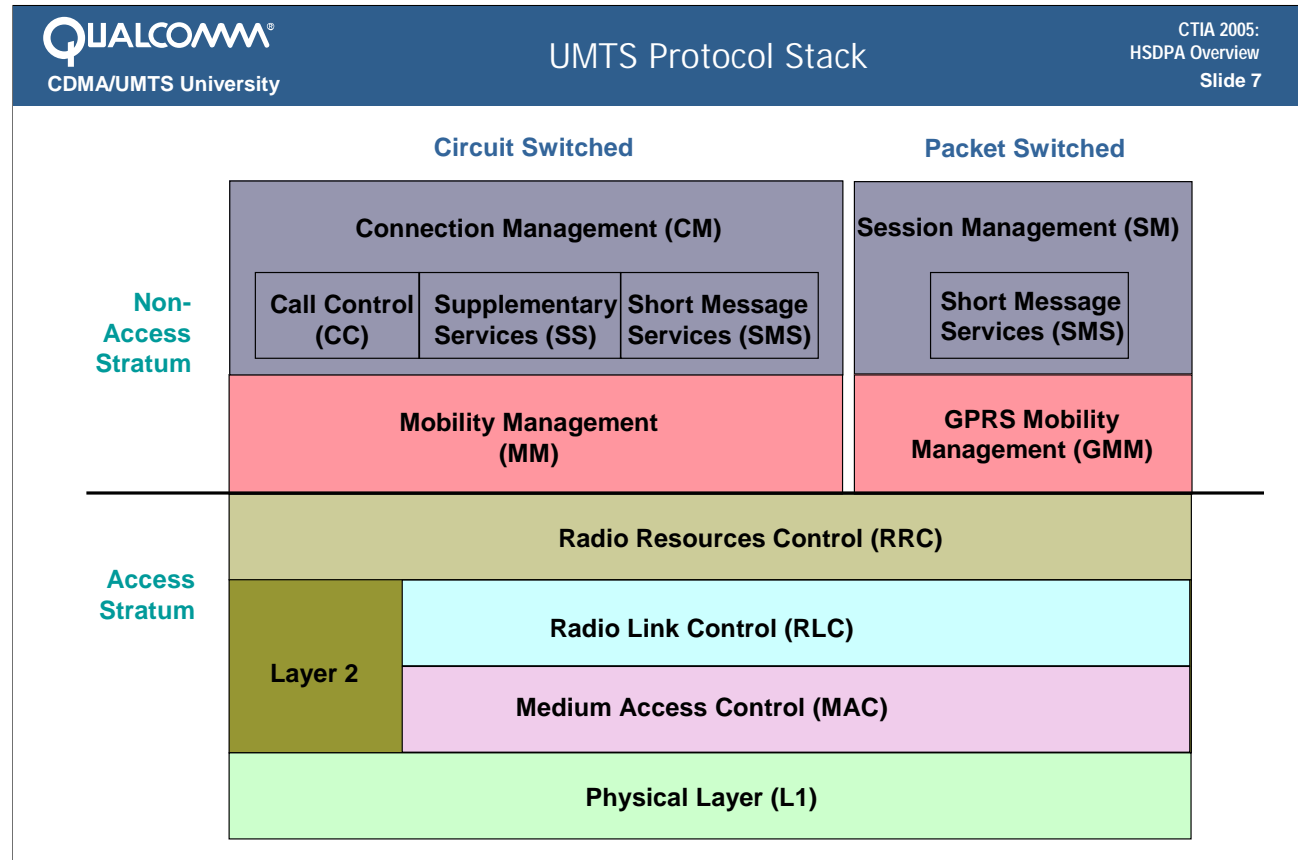 QUALCOMM®
CDMA/UMTS University
UMTS Protocol Stack
CTIA 2005:
HSDPA Overview
Slide 7
Circuit Switched
Packet Switched
Connection Management (CM)
Session Management (SM)
Non-
Access
Stratum
Call Control
(CC)
Supplementary
Services (SS)
Short Message
Services (SMS)
Short Message
Services (SMS)
Mobility Management
(MM)
GPRS Mobility
Management (GMM)
Radio Resources Control (RRC)
Access
Stratum
Radio Link Control (RLC)
Layer 2
Medium Access Control (MAC)
Physical Layer (L1)